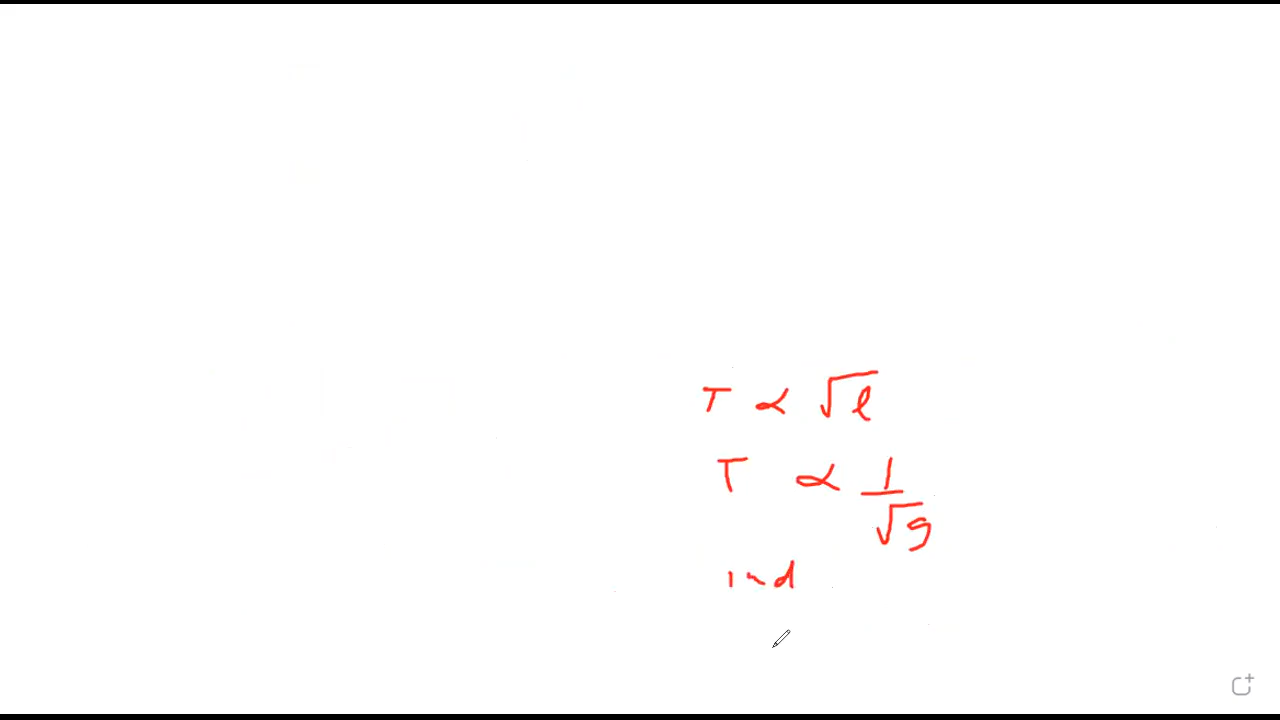 T ∝ √l
T ∝ 1/√g
ind